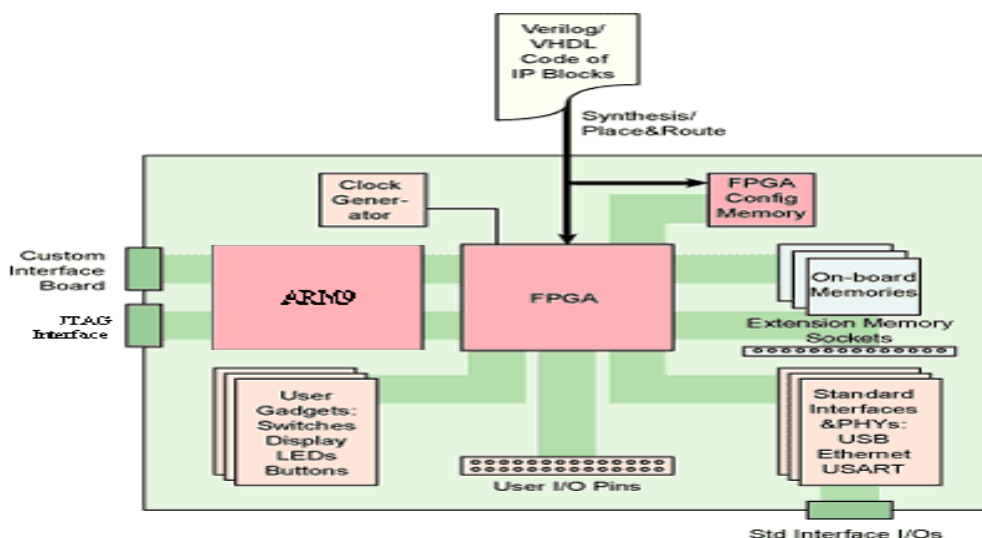 Verilog/
VHDL
Code of
IP Blocks
Synthesis/
Place&Route
Clock
Gener-
ator
FPGA
Config
Memory
Custom
Interface
Board
ARM9
FPGA
On-board
Memories
JTAG
Interface
Extension Memory
Sockets
User
Gadgets:
Switches
Display
LEDs
Buttons
Standard
Interfaces
&PHYs:
USB
Ethernet
USART
User I/O Pins
Std Interface I/Os